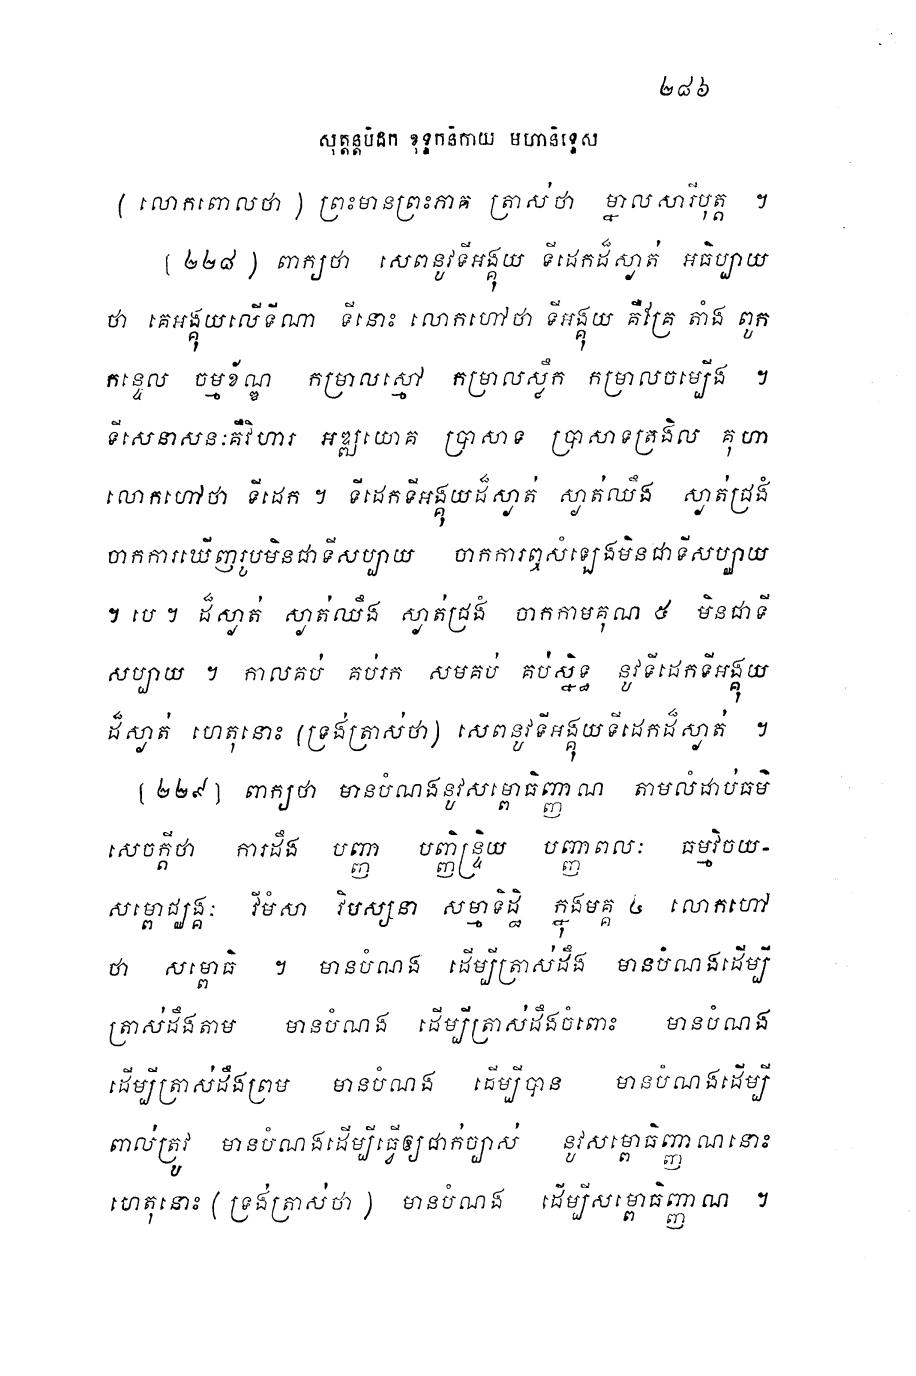 ២៨៦
សុត្តន្តបិដក ខុទ្ទកនិកាយ មហានិទ្ទេស
( លោកពោលថា ) ព្រះមានព្រះភាគ ត្រាស់ថា ម្នាលសារីបុត្ត ។
[ ២២៨ ) ពាក្យថា សេពនូវទីអង្គុយ ទីដេកដ៏ស្ងាត់ អធិប្បាយ
ថា គេអង្គុយលើទីណា ទីនោះ លោកហៅថា ទីអង្គុយ គឺគ្រែ តាំង ពូក
កន្ទេល ចម្មខ័ណ្ឌ កម្រាលស្មៅ កម្រាលស្លឹក កម្រាលចម្បើង ។
ទីសេនាសនៈគឺវិហារ អឌ្ឍយោគ ប្រាសាទ ប្រាសាទត្រងិល គុហា
លោកហៅថា ទីដេក ។ ទីដេកទីអង្គុយដ៏ស្ងាត់ ស្ងាត់ឈឹង ស្ងាត់ជ្រងំ
ចាកការឃើញរូបមិនជាទីសប្បាយ ចាកការឮសំឡេងមិនជាទីសប្បាយ
។ បេ ។ ដ៏ស្ងាត់ ស្ងាត់ឈឹង ស្ងាត់ជ្រងំ ចាកកាមគុណ ៥ មិនជាទី
សប្បាយ ។ កាលគប់ គប់រក សមគប់ គប់ស្និទ្ធ នូវទីដេកទីអង្គុយ
ដ៏ស្ងាត់ ហេតុនោះ (ទ្រង់ត្រាស់ថា) សេពនូវទីអង្គុយទីដេកដ៏ស្ងាត់ ។
[ ២២៩] ពាក្យថា មានបំណងនូវសម្ពោធិញ្ញាណ តាមលំដាប់ធម៌
សេចក្តីថា ការដឹង បញ្ញា បញ្ញិន្ទ្រិយ បញ្ញាពលៈ ធម្មវិចយ-
សម្ពោជ្ឈង្គៈ វីមំសា វិបស្សនា សម្មាទិដ្ឋិ ក្នុងមគ្គ ៤ លោកហៅ
ថា សម្ពោធិ ។ មានបំណង ដើម្បីត្រាស់ដឹង មានបំណងដើម្បី
ត្រាស់ដឹងតាម មានបំណង ដើម្បីត្រាស់ដឹងចំពោះ មានបំណង
ដើម្បីត្រាស់ដឹងព្រម មានបំណង ដើម្បីបាន មានបំណងដើម្បី
ពាល់ត្រូវ មានបំណងដើម្បីធ្វើឲ្យជាក់ច្បាស់ នូវសម្ពោធិញ្ញាណនោះ
ហេតុនោះ ( ទ្រង់ត្រាស់ថា ) មានបំណង ដើម្បីសម្ពោធិញ្ញាណ ។